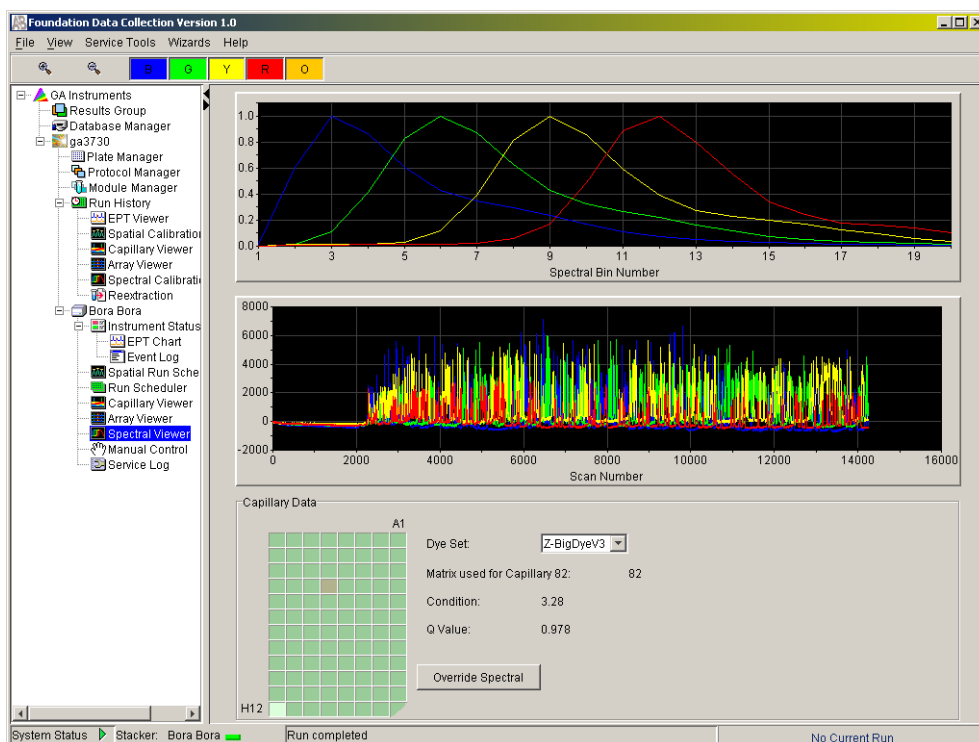 Foundation Data Collection Version 1.0
File View Service Tools Wizards Help
B G Y R O
GA Instruments
Results Group
Database Manager
ga3730
Plate Manager
Protocol Manager
Module Manager
Run History
EPT Viewer
Spatial Calibration
Capillary Viewer
Array Viewer
Spectral Calibrati
Reextraction
Bora Bora
Instrument Status
EPT Chart
Event Log
Spatial Run Sche
Run Scheduler
Capillary Viewer
Array Viewer
Spectral Viewer
Manual Control
Service Log
1.0
0.8
0.6
0.4
0.2
0.0
1 3 5 7 9 11 13 15 17 19
Spectral Bin Number
8000
6000
4000
2000
0
-2000
0 2000 4000 6000 8000 10000 12000 14000 16000
Scan Number
Capillary Data
A1
H12
Dye Set: Z-BigDyeV3
Matrix used for Capillary 82: 82
Condition: 3.28
Q Value: 0.978
Override Spectral
System Status Stacker: Bora Bora Run completed No Current Run